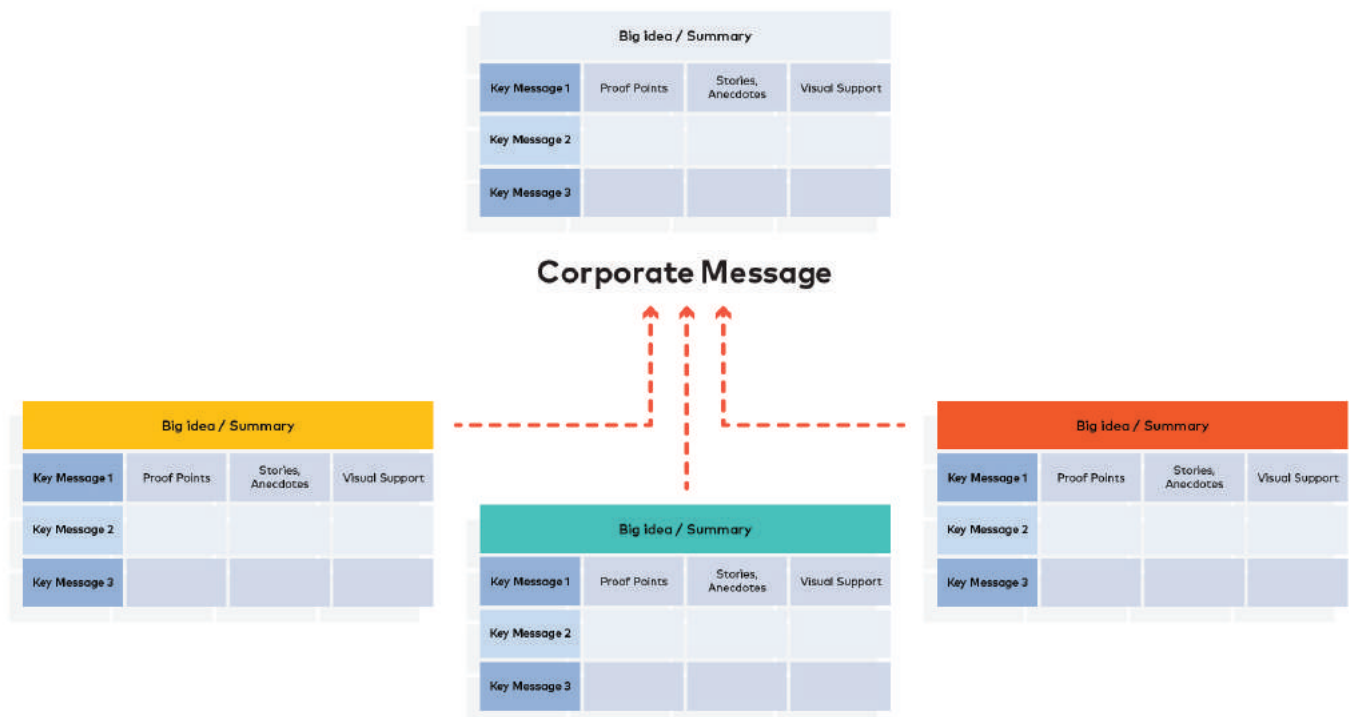 Big idea / Summary
Key Message 1
Proof Points
Stories,
Anecdotes
Visual Support
Key Message 2
Key Message 3
Corporate Message
Big idea / Summary
Key Message 1
Proof Points
Stories,
Anecdotes
Visual Support
Key Message 2
Key Message 3
Big idea / Summary
Key Message 1
Proof Points
Stories,
Anecdotes
Visual Support
Key Message 2
Key Message 3
Big idea / Summary
Key Message 1
Proof Points
Stories,
Anecdotes
Visual Support
Key Message 2
Key Message 3